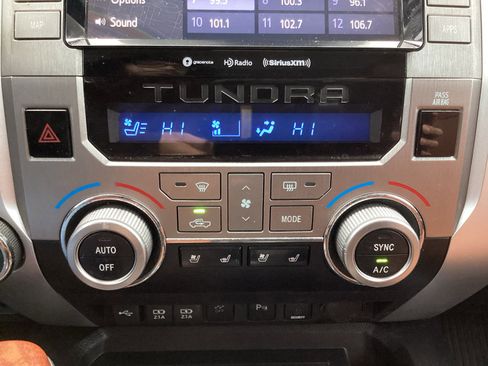 Options 7 99.5 8 100.3 9 96.1
Sound 10 101.1 11 102.7 12 106.7
MAP
APPS
gracenote HD Radio ((SiriusXM))
TUNDRA
PASS
AIR BAG
HI HI
AUTO
OFF
MODE
SYNC
A/C
2.1A 2.1A
SECURITY